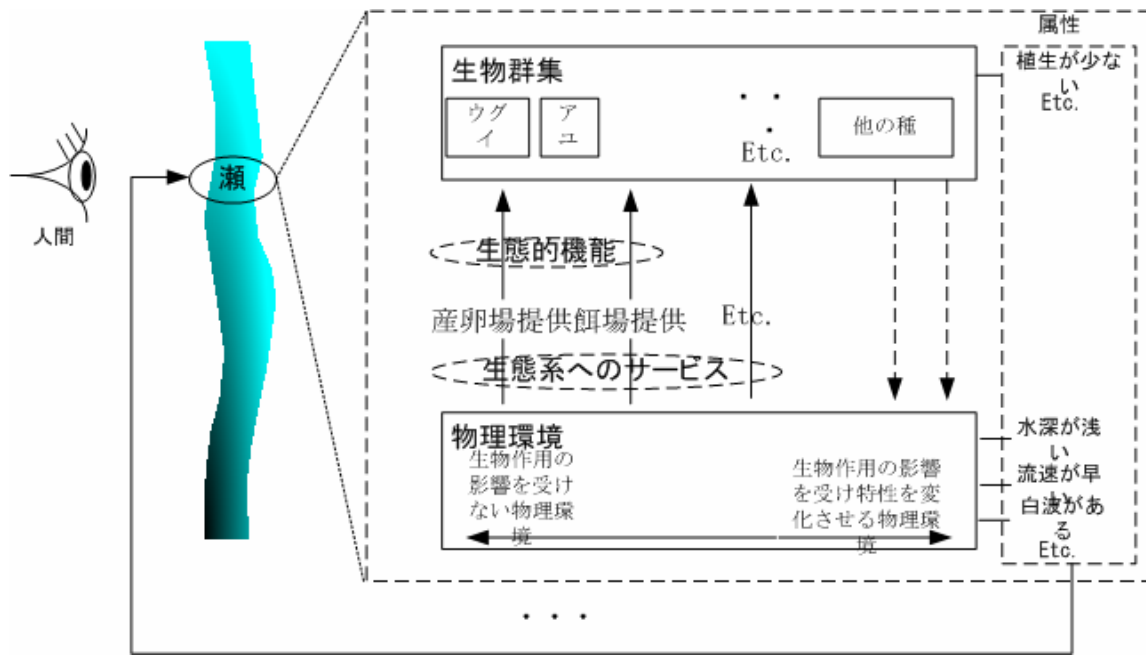 属性
生物群集
植生が少な
い
Etc.
ウグ
イ
ア
ユ
・ ・
・
Etc.
他の種
瀬
人間
生態的機能
産卵場提供餌場提供
Etc.
生態系へのサービス
物理環境
生物作用の
影響を受け
ない物理環
境
生物作用の影響
を受け特性を変
化させる物理環
境
水深が浅
い
流速が早
い
白波があ
る
Etc.
・ ・ ・